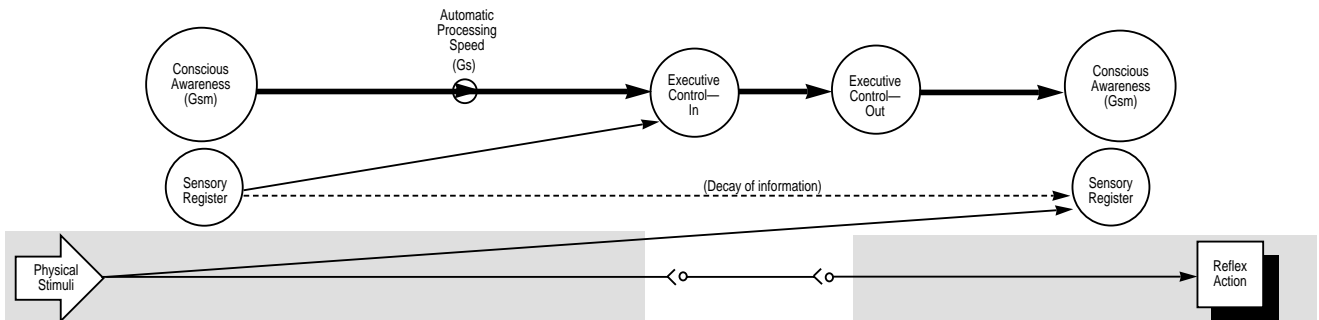 Automatic
Processing
Speed
(Gs)
Conscious
Awareness
(Gsm)
Executive
Control—
In
Executive
Control—
Out
Conscious
Awareness
(Gsm)
Sensory
Register
(Decay of information)
Sensory
Register
Physical
Stimuli
Reflex
Action